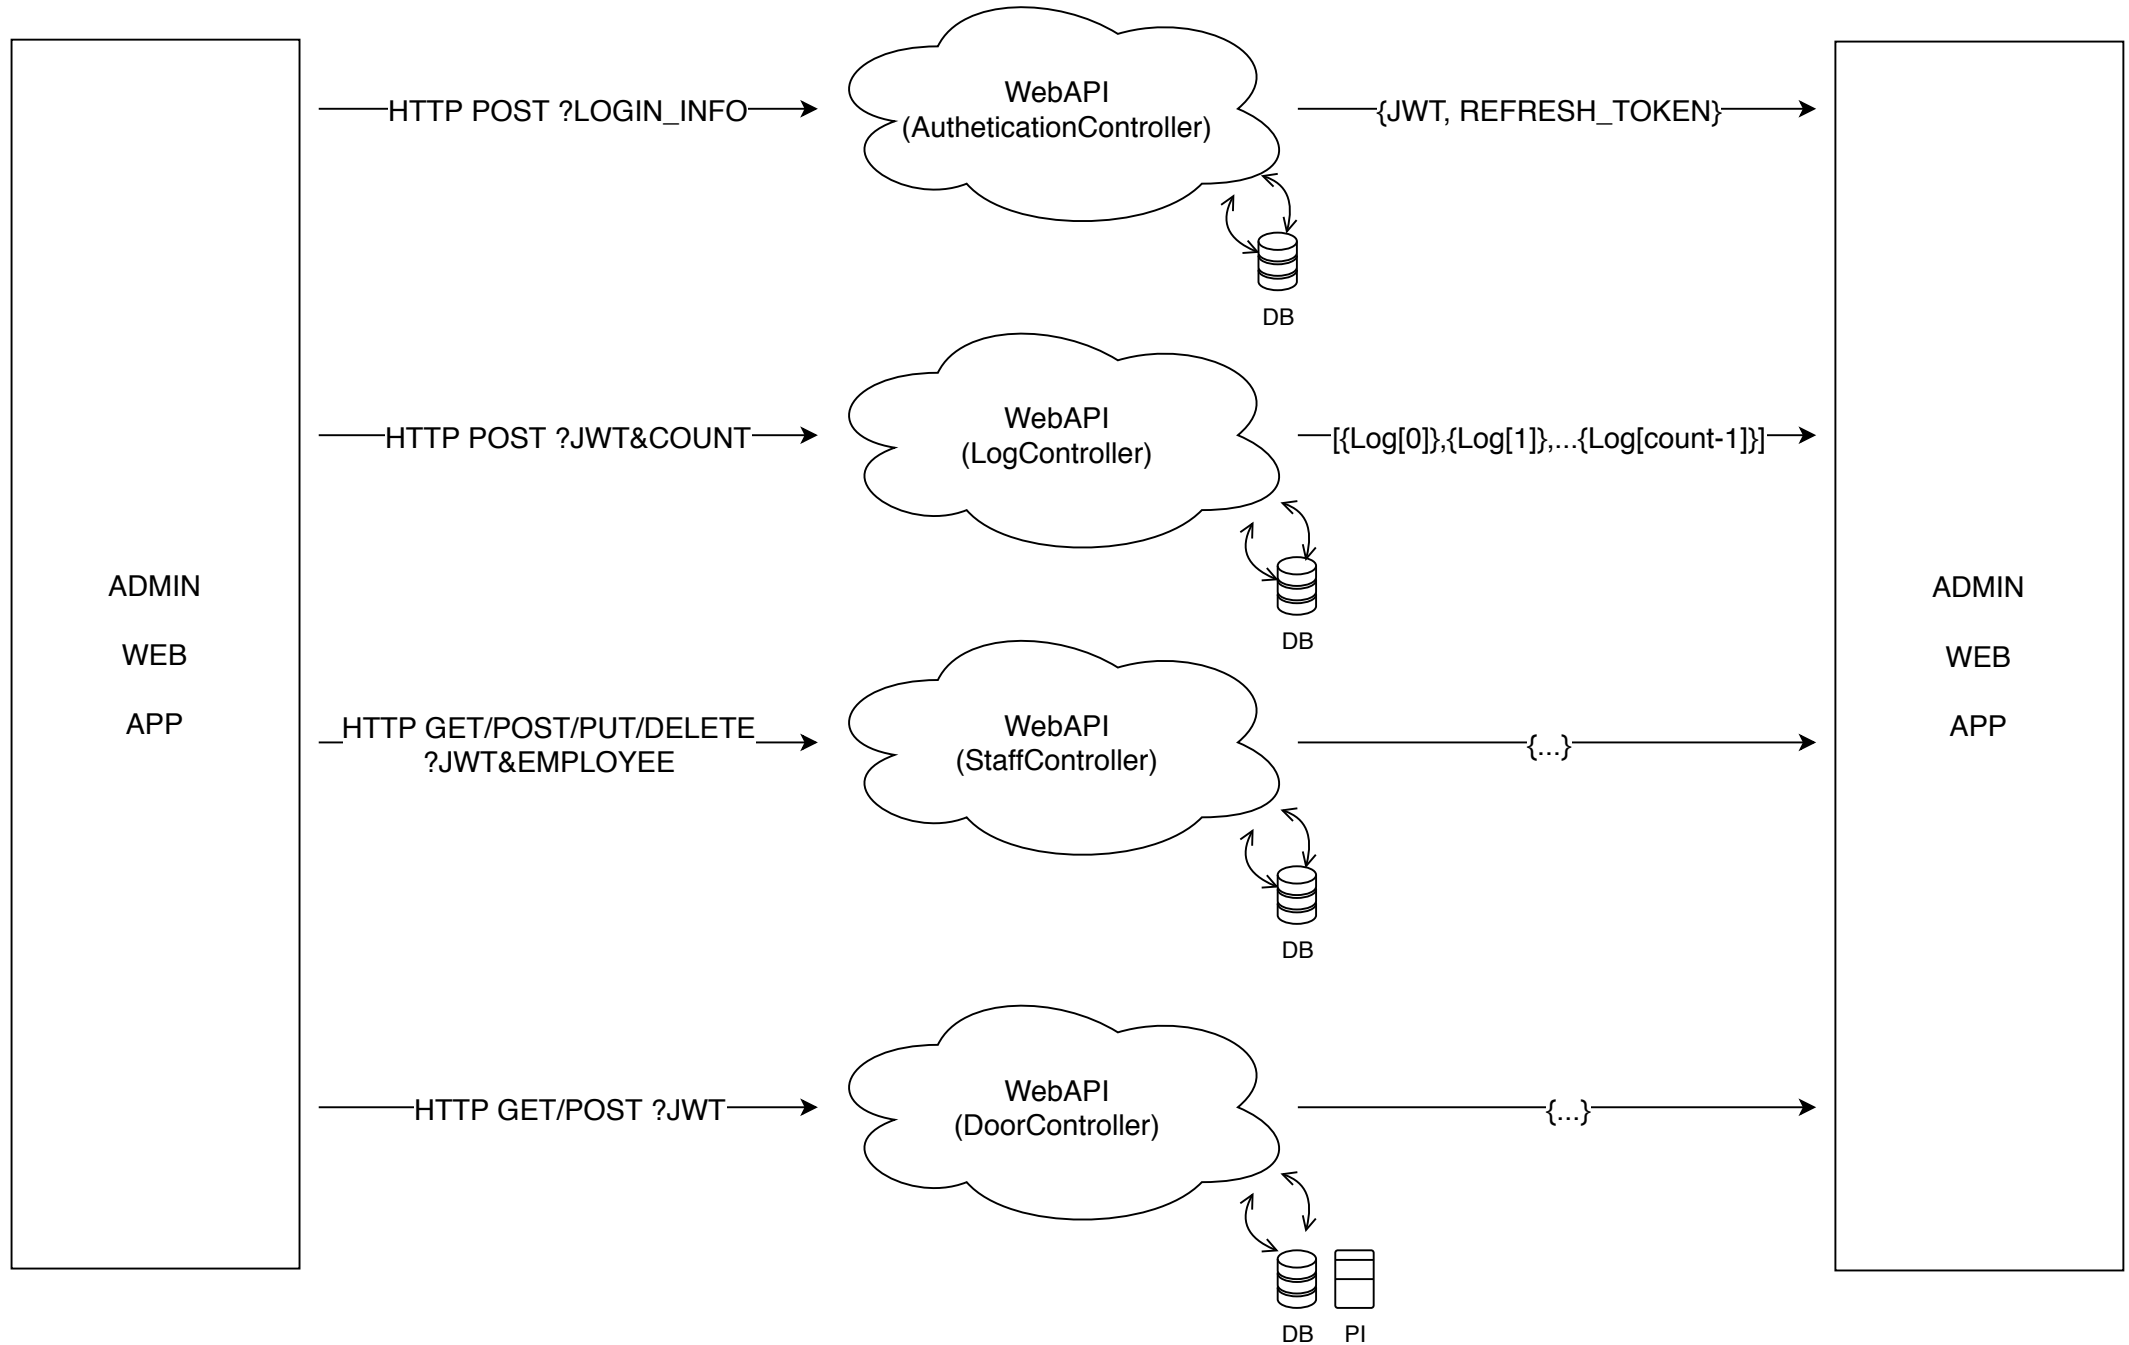 HTTP POST ?LOGIN_INFO
WebAPI
(AutheticationController)
{JWT, REFRESH_TOKEN}
DB
HTTP POST ?JWT&COUNT
WebAPI
(LogController)
[{Log[0]},{Log[1]},...{Log[count-1]}]
DB
ADMIN
WEB
APP
HTTP GET/POST/PUT/DELETE
?JWT&EMPLOYEE
WebAPI
(StaffController)
{...}
DB
ADMIN
WEB
APP
HTTP GET/POST ?JWT
WebAPI
(DoorController)
{...}
DB
PI